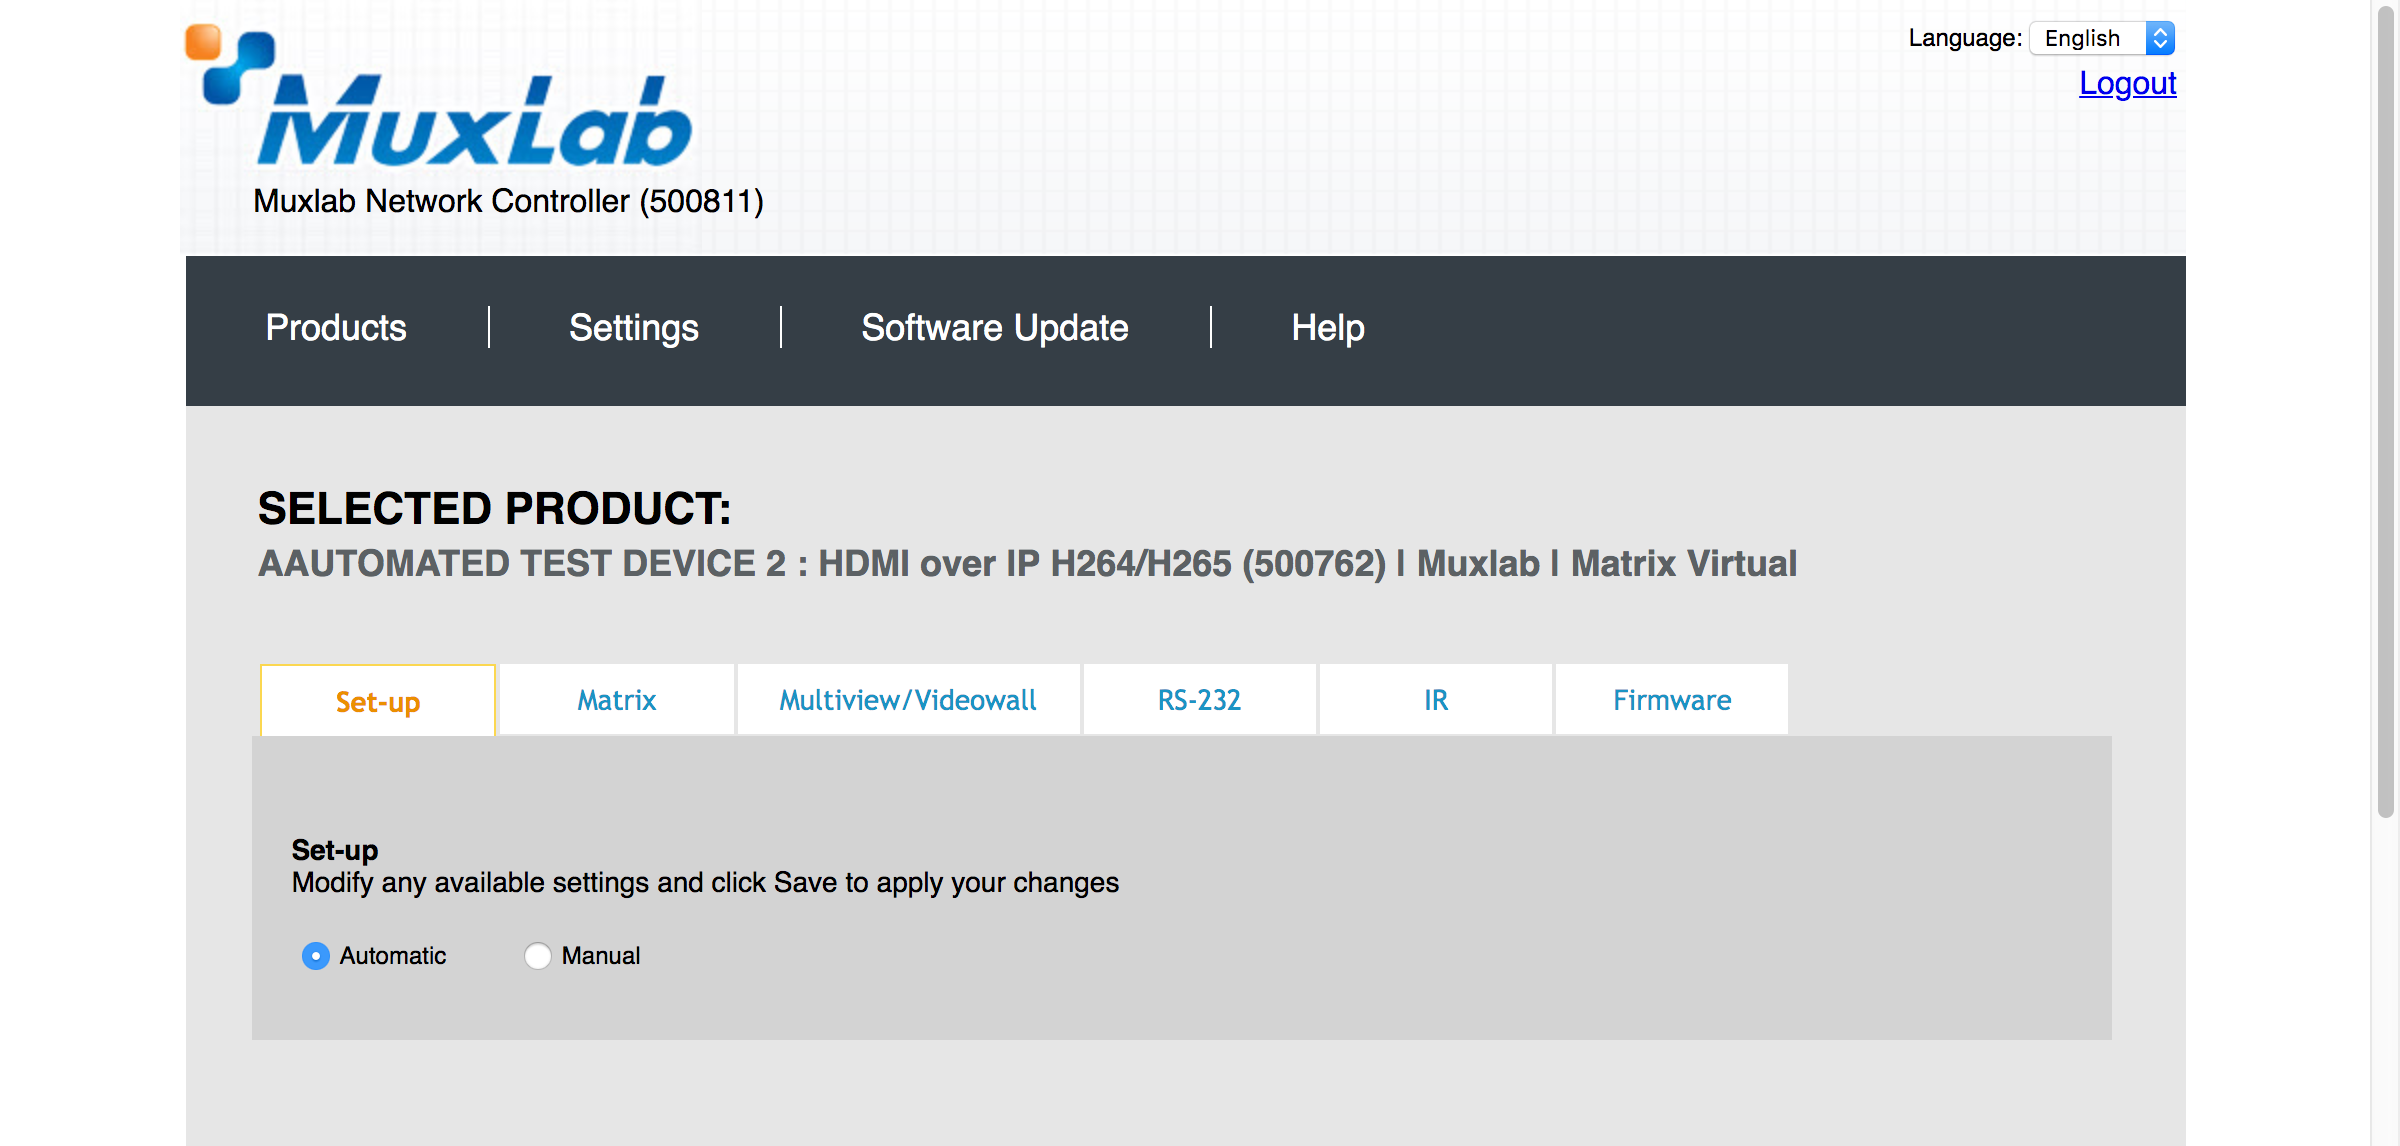 MuxLab
Language: English
Logout
Muxlab Network Controller (500811)
Products | Settings | Software Update | Help
SELECTED PRODUCT:
AAUTOMATED TEST DEVICE 2 : HDMI over IP H264/H265 (500762) | Muxlab | Matrix Virtual
Set-up Matrix Multiview/Videowall RS-232 IR Firmware
Set-up
Modify any available settings and click Save to apply your changes
Automatic Manual